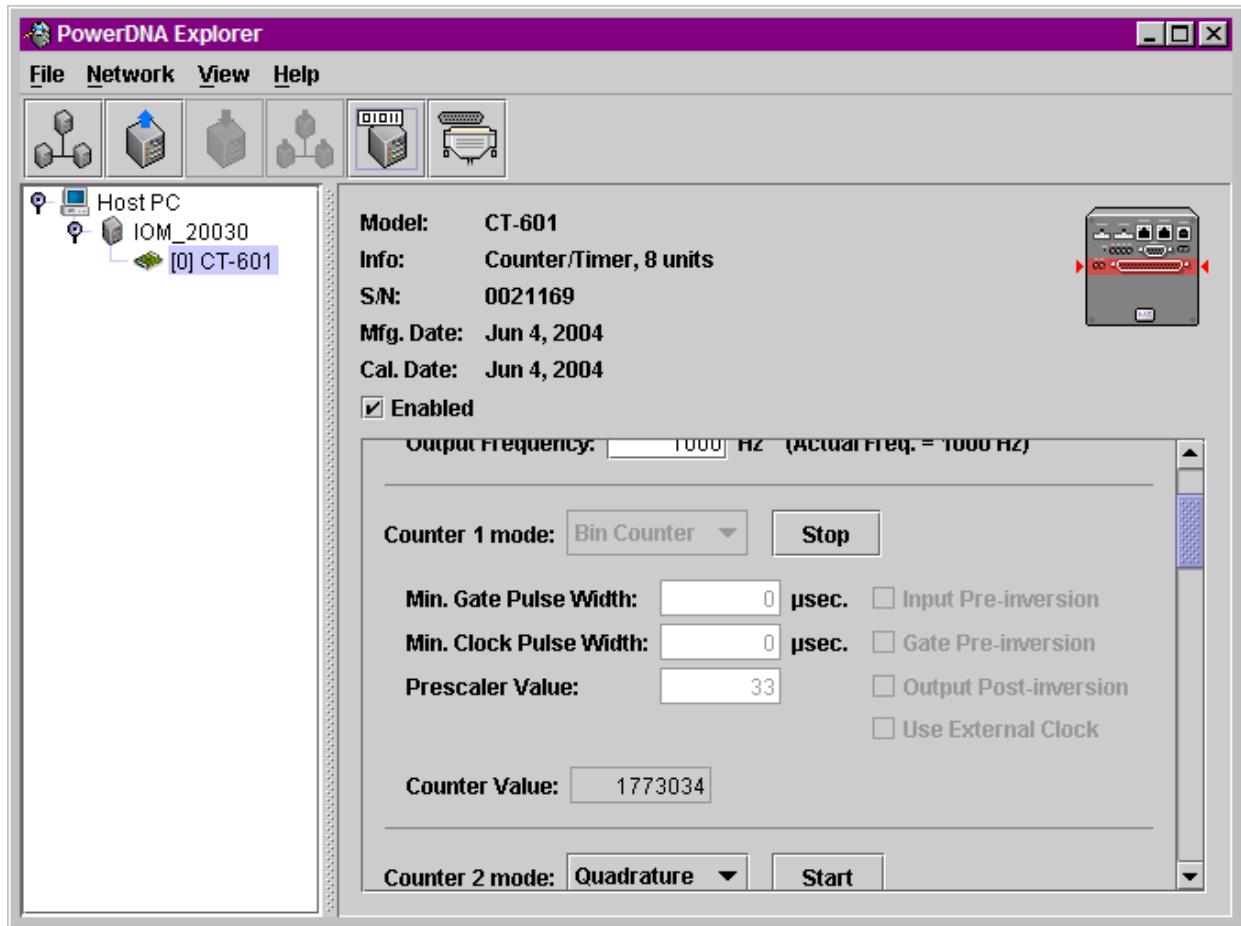 PowerDNA Explorer
File Network View Help
01011
Host PC
IOM_20030
[0] CT-601
Model: CT-601
Info: Counter/Timer, 8 units
S/N: 0021169
Mfg. Date: Jun 4, 2004
Cal. Date: Jun 4, 2004
Enabled
Output Frequency: 1000 Hz (Actual Freq. = 1000 Hz)
Counter 1 mode: Bin Counter Stop
Min. Gate Pulse Width: 0 µsec. Input Pre-inversion
Min. Clock Pulse Width: 0 µsec. Gate Pre-inversion
Prescaler Value: 33 Output Post-inversion
Use External Clock
Counter Value: 1773034
Counter 2 mode: Quadrature Start